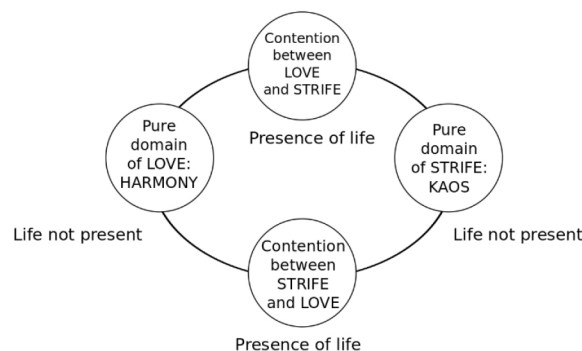 Contention
between
LOVE
and STRIFE
Presence of life
Pure
domain
of LOVE:
HARMONY
Life not present
Pure
domain
of STRIFE:
KAOS
Life not present
Contention
between
STRIFE
and LOVE
Presence of life